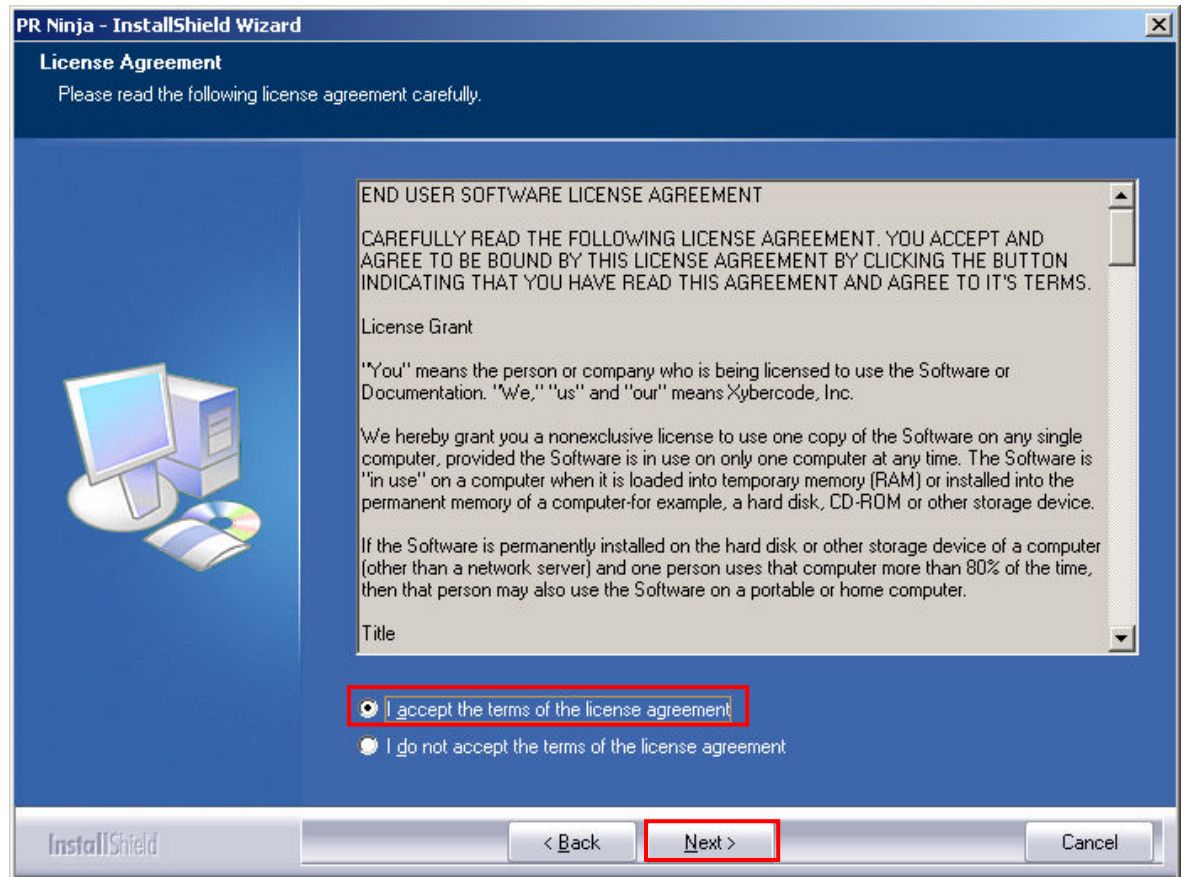 PR Ninja - InstallShield Wizard
License Agreement
Please read the following license agreement carefully.
END USER SOFTWARE LICENSE AGREEMENT
CAREFULLY READ THE FOLLOWING LICENSE AGREEMENT. YOU ACCEPT AND
AGREE TO BE BOUND BY THIS LICENSE AGREEMENT BY CLICKING THE BUTTON
INDICATING THAT YOU HAVE READ THIS AGREEMENT AND AGREE TO IT'S TERMS.
License Grant
"You" means the person or company who is being licensed to use the Software or
Documentation. "We," "us" and "our" means Xybercode, Inc.
We hereby grant you a nonexclusive license to use one copy of the Software on any single
computer, provided the Software is in use on only one computer at any time. The Software is
"in use" on a computer when it is loaded into temporary memory (RAM) or installed into the
permanent memory of a computer-for example, a hard disk, CD-ROM or other storage device.
If the Software is permanently installed on the hard disk or other storage device of a computer
(other than a network server) and one person uses that computer more than 80% of the time,
then that person may also use the Software on a portable or home computer.
Title
I accept the terms of the license agreement
I do not accept the terms of the license agreement
InstallShield
< Back
Next >
Cancel